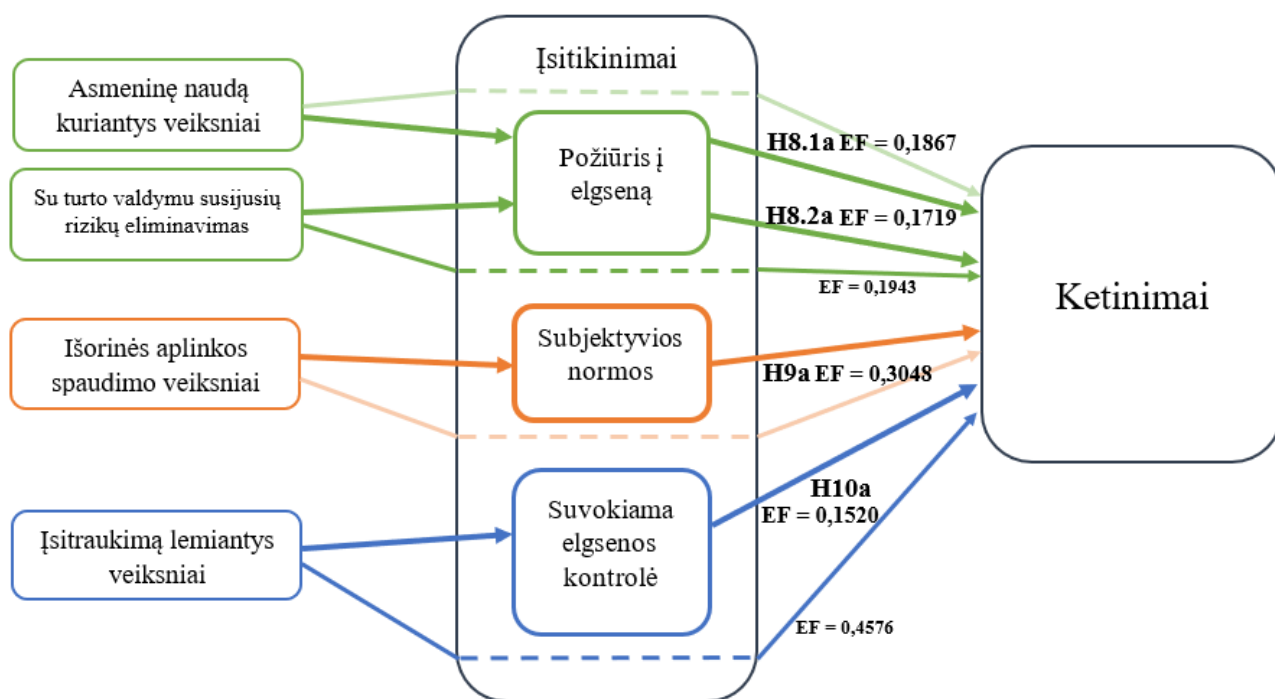 Įsitikinimai
Asmeninę naudą
kuriantys veiksniai
Su turto valdymu susijusių
rizikų eliminavimas
Išorinės aplinkos
spaudimo veiksniai
Įsitraukimą lemiantys
veiksniai
Požiūris į
elgseną
Subjektyvios
normos
Suvokiama
elgsenos
kontrolė
H8.1a EF = 0,1867
H8.2a EF = 0,1719
EF = 0,1943
H9a EF = 0,3048
H10a
EF = 0,1520
EF = 0,4576
Ketinimai